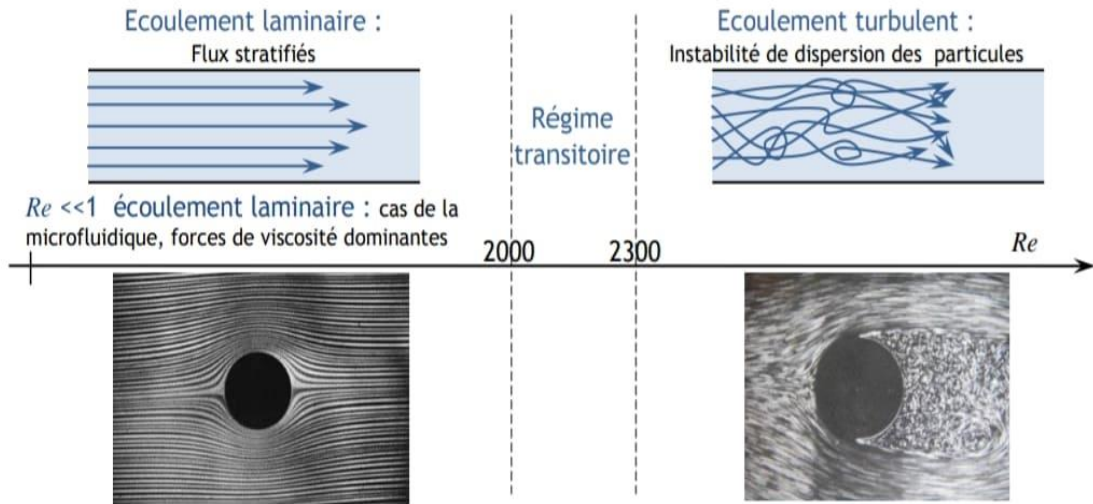 Ecoulement laminaire :
Flux stratifiés
Ecoulement turbulent :
Instabilité de dispersion des particules
Régime
transitoire
Re <<1 écoulement laminaire : cas de la
microfluidique, forces de viscosité dominantes
2000
2300
Re